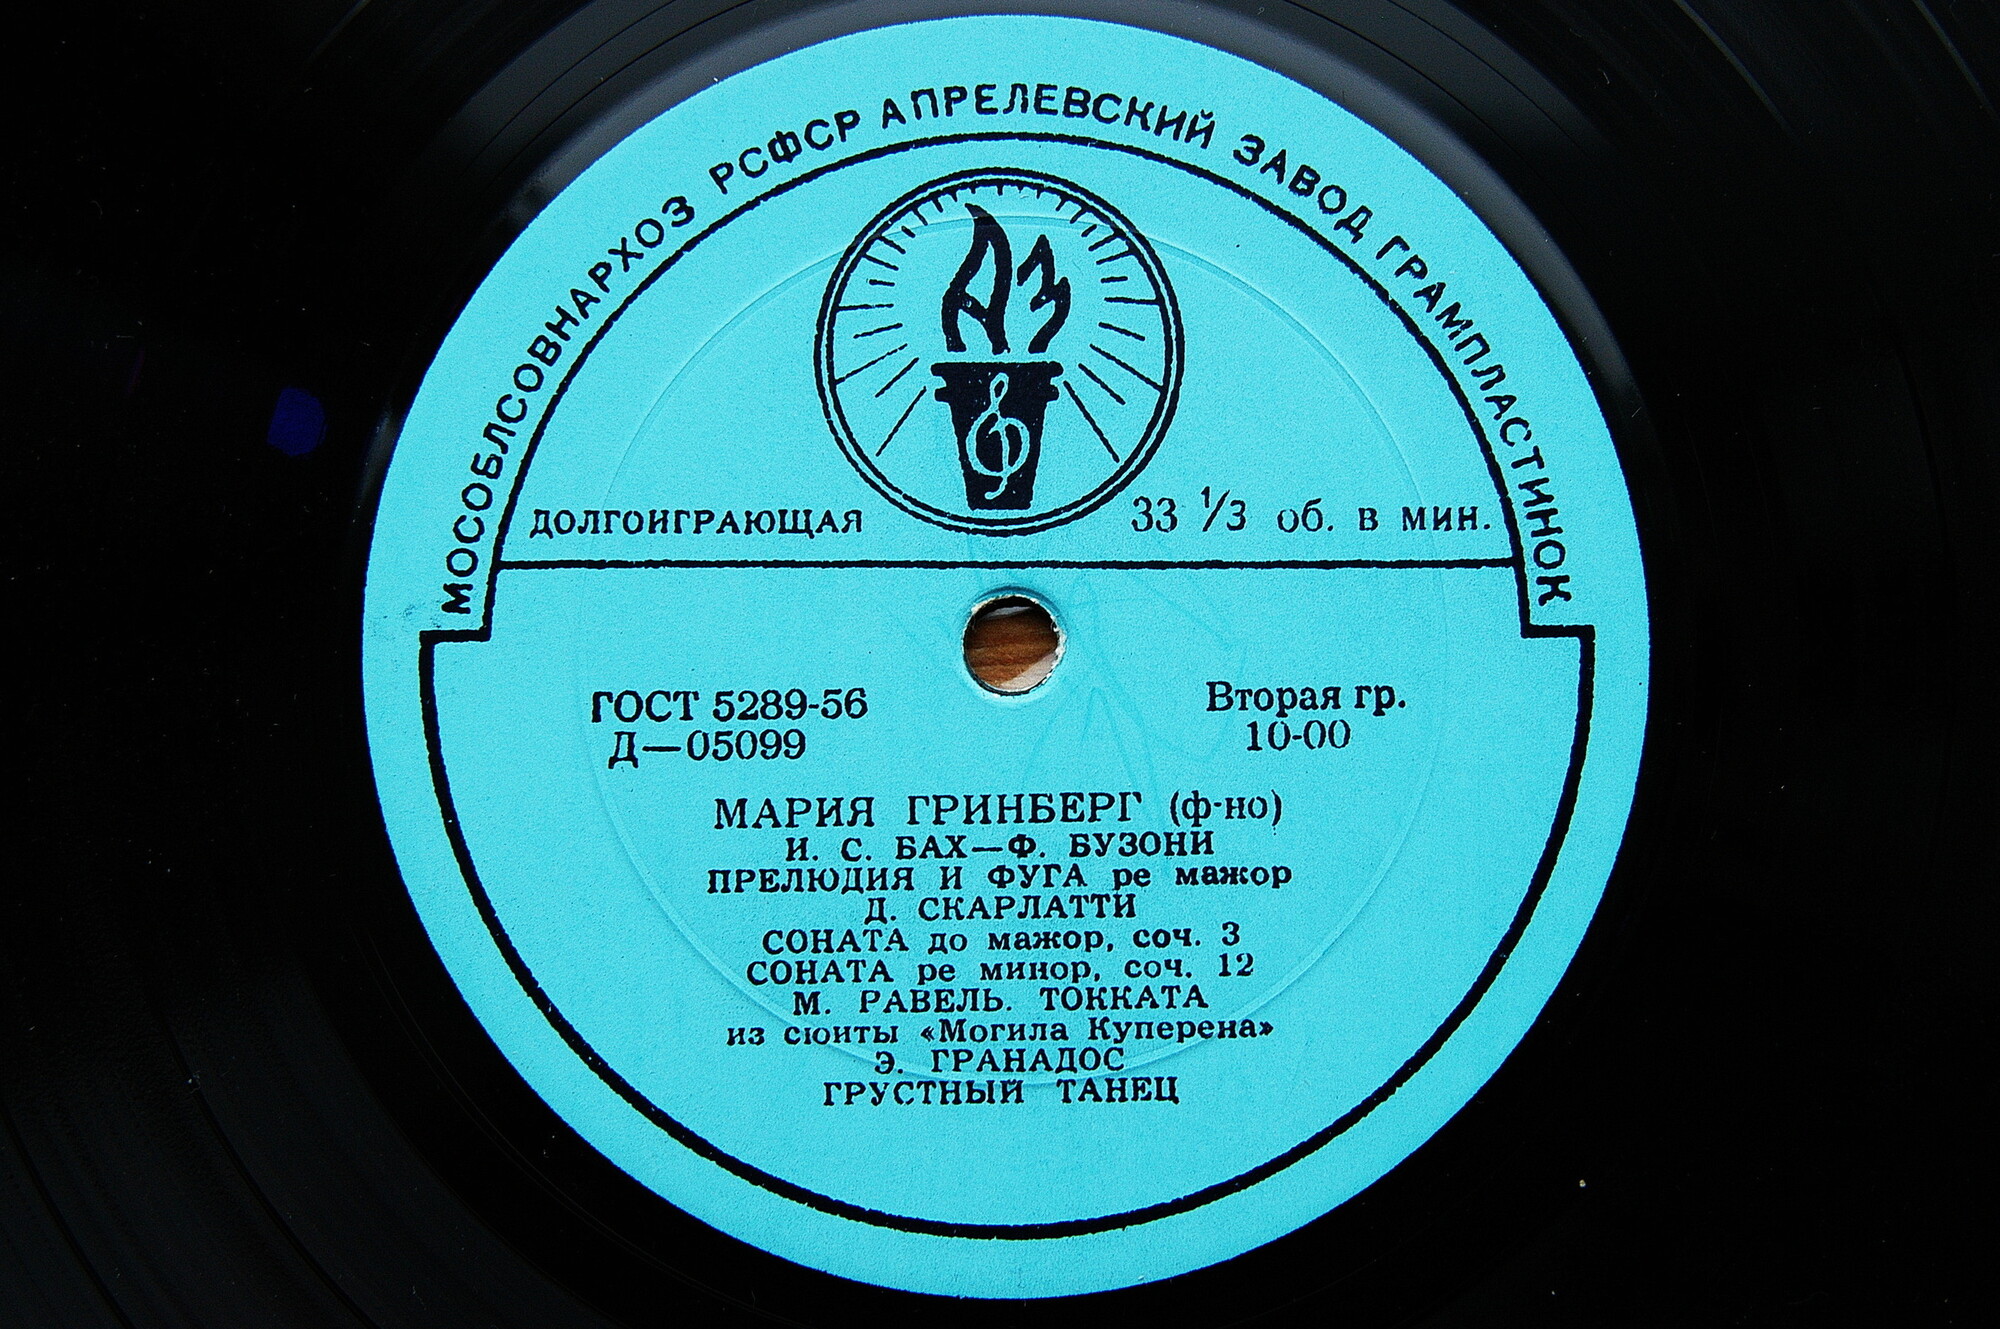 МОСОБЛСОВНАРХОЗ РСФСР АПРЕЛЕВСКИЙ ЗАВОД ГРАМПЛАСТИНОК
АЗ
ДОЛГОИГРАЮЩАЯ 33 1/3 об. в мин.
ГОСТ 5289-56 Вторая гр.
Д—05099 10-00
МАРИЯ ГРИНБЕРГ (ф-но)
И. С. БАХ—Ф. БУЗОНИ
ПРЕЛЮДИЯ И ФУГА ре мажор
Д. СКАРЛАТТИ
СОНАТА до мажор, соч. 3
СОНАТА ре минор, соч. 12
М. РАВЕЛЬ. ТОККАТА
из сюиты «Могила Куперена»
Э. ГРАНАДОС
ГРУСТНЫЙ ТАНЕЦ